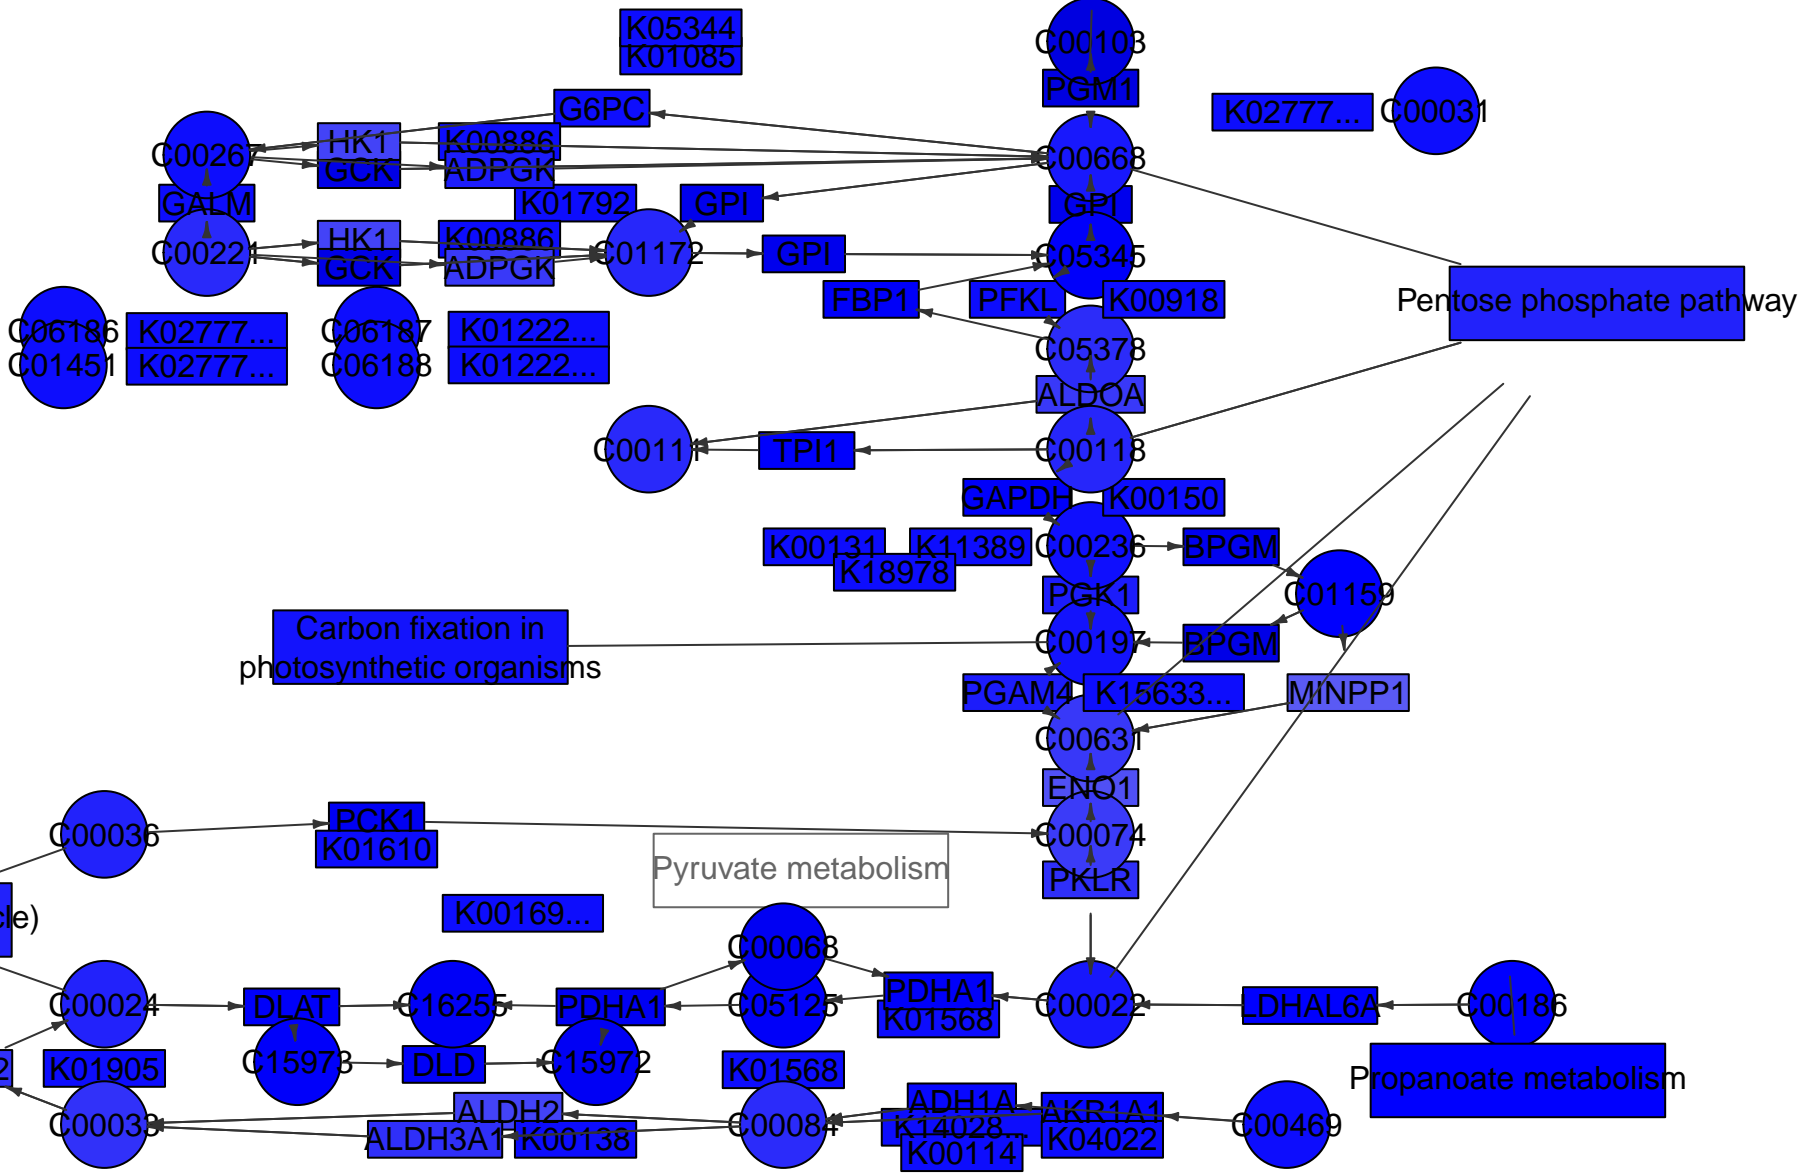 K05344
K01085
C00103
PGM1
K02777...
C00031
G6PC
C00267
HK1
K00886
GCK
ADPGK
C00668
GALM
K01792
GPI
GPI
C00221
HK1
K00886
GCK
ADPGK
C01172
GPI
C05345
FBP1
PFKL
K00918
Pentose phosphate pathway
C06186
K02777...
C06187
K01222...
C01451
K02777...
C06188
K01222...
C05378
ALDOA
C00111
TPI1
C00118
GAPDH
K00150
K00131
K11389
C00236
BPGM
K18978
PGK1
C01159
Carbon fixation in
photosynthetic organisms
C00197
BPGM
PGAM4
K15633...
MINPP1
C00631
ENO1
C00036
PCK1
K01610
C00074
Pyruvate metabolism
PKLR
cle)
K00169...
C00068
C00024
DLAT
C16255
PDHA1
C05125
PDHA1
K01568
C00022
LDHAL6A
C00186
2
K01905
C15973
DLD
C15972
K01568
Propanoate metabolism
C00033
ALDH2
ALDH3A1
K00138
C00084
ADH1A
K14028...
K00114
AKR1A1
K04022
C00469